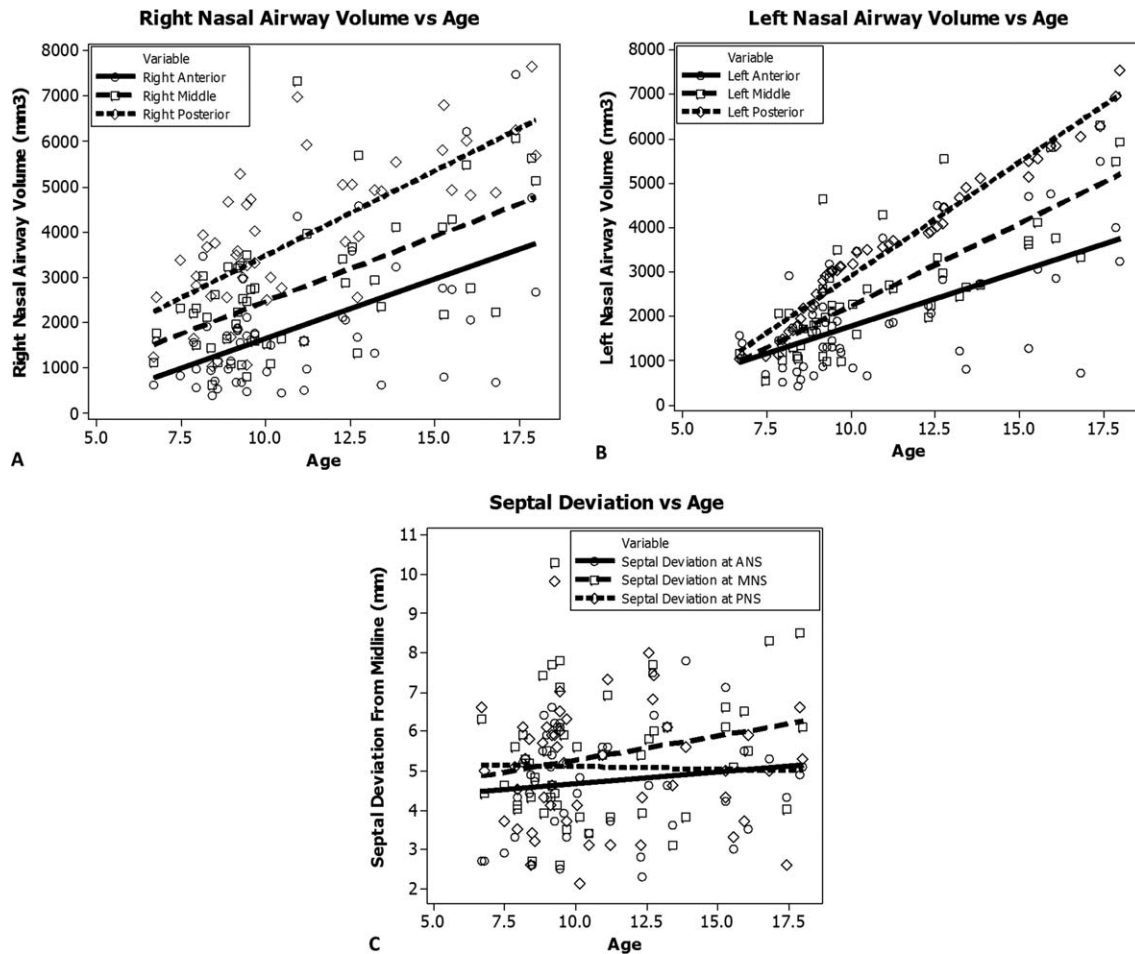 Right Nasal Airway Volume vs Age
Right Nasal Airway Volume (mm3)
8000
7000
6000
5000
4000
3000
2000
1000
0
Variable
Right Anterior
Right Middle
Right Posterior
5.0 7.5 10.0 12.5 15.0 17.5
Age
A
Left Nasal Airway Volume vs Age
Left Nasal Airway Volume (mm3)
8000
7000
6000
5000
4000
3000
2000
1000
0
Variable
Left Anterior
Left Middle
Left Posterior
5.0 7.5 10.0 12.5 15.0 17.5
Age
B
Septal Deviation vs Age
Septal Deviation From Midline (mm)
11
10
9
8
7
6
5
4
3
2
Variable
Septal Deviation at ANS
Septal Deviation at MNS
Septal Deviation at PNS
5.0 7.5 10.0 12.5 15.0 17.5
Age
C